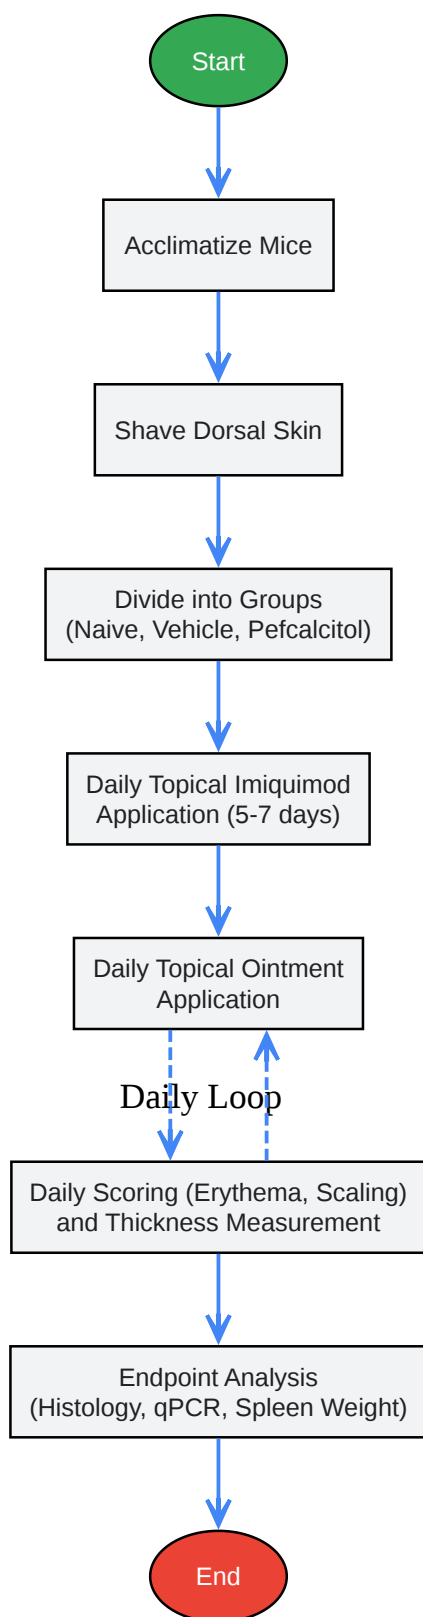 Start
Acclimatize Mice
Shave Dorsal Skin
Divide into Groups
(Naive, Vehicle, Pefcalcitol)
Daily Topical Imiquimod
Application (5-7 days)
Daily Topical Ointment
Application
Daily Loop
Daily Scoring (Erythema, Scaling)
and Thickness Measurement
Endpoint Analysis
(Histology, qPCR, Spleen Weight)
End